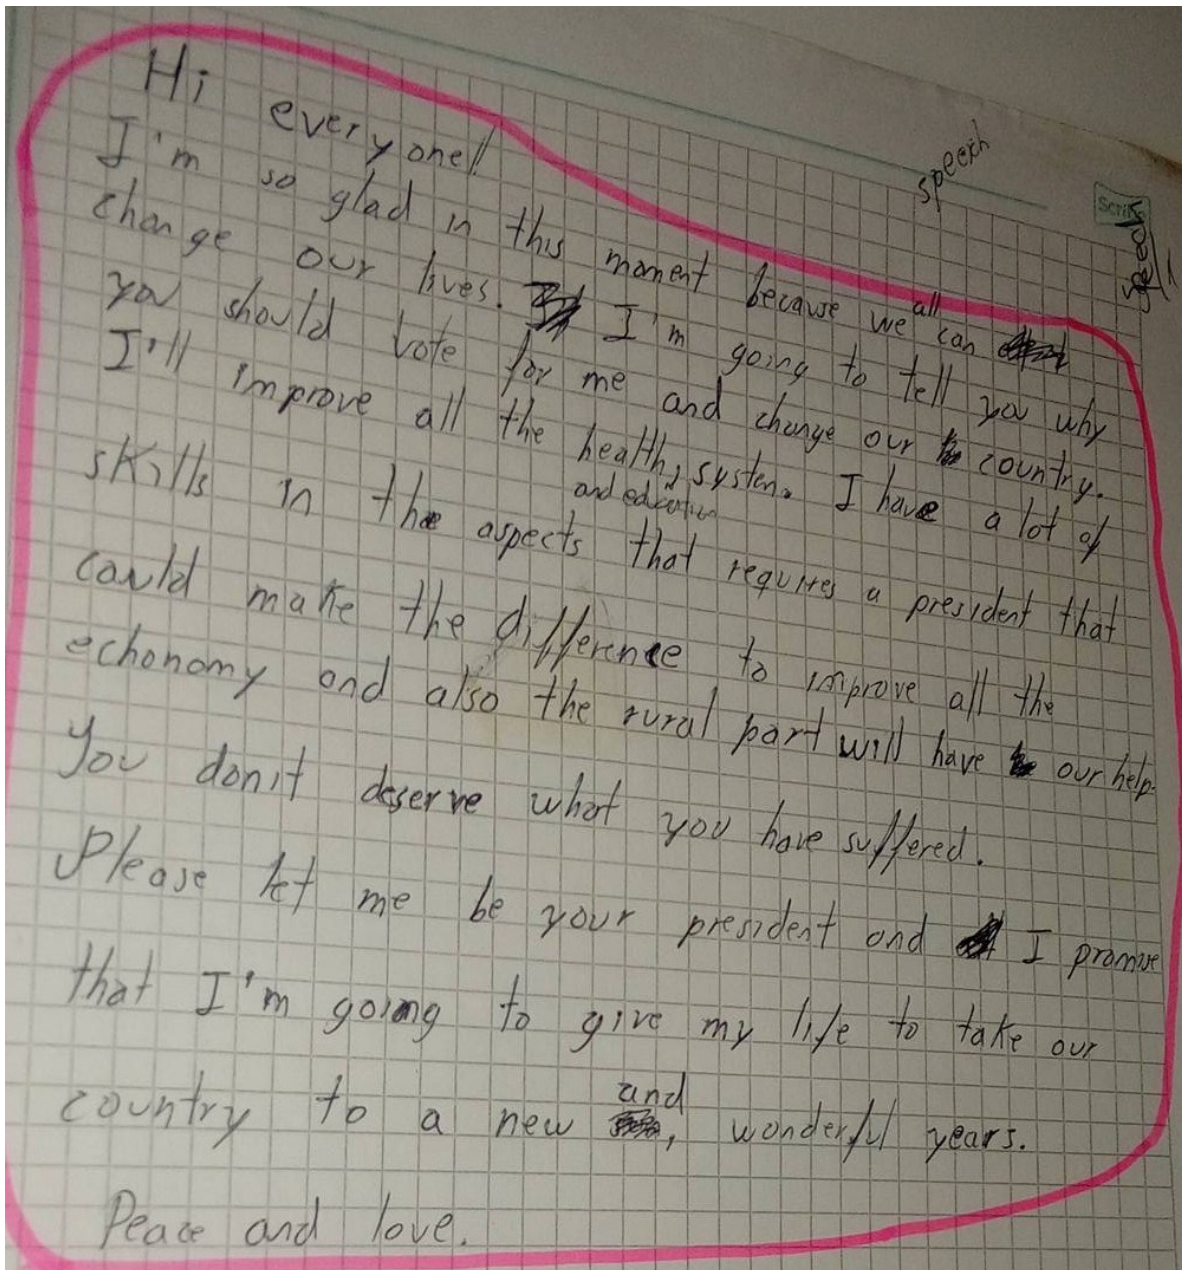 speech
Scribe
speech
Hi everyone!!
I'm so glad in this moment because we all can
change our lives. I'm going to tell you why
you should vote for me and change our country.
I'll improve all the health, and education system. I have a lot of
skills in the aspects that requires a president that
could make the difference to improve all the
echonomy and also the rural part will have our help.
You don't deserve what you have suffered.
Please let me be your president and I promise
that I'm going to give my life to take our
country to a new and, wonderful years.
Peace and love.